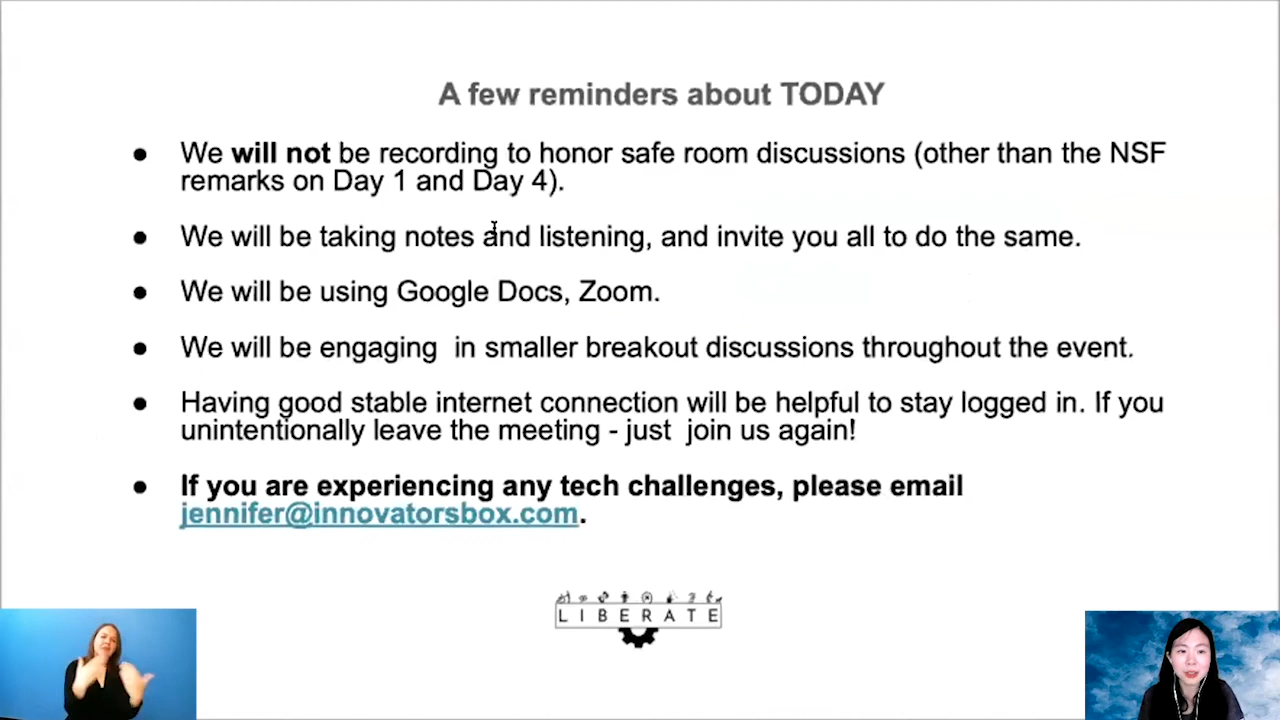 A few reminders about TODAY
● We will not be recording to honor safe room discussions (other than the NSF
remarks on Day 1 and Day 4).
● We will be taking notes and listening, and invite you all to do the same.
● We will be using Google Docs, Zoom.
● We will be engaging  in smaller breakout discussions throughout the event.
● Having good stable internet connection will be helpful to stay logged in. If you
unintentionally leave the meeting - just  join us again!
● If you are experiencing any tech challenges, please email
jennifer@innovatorsbox.com.
LIBERATE